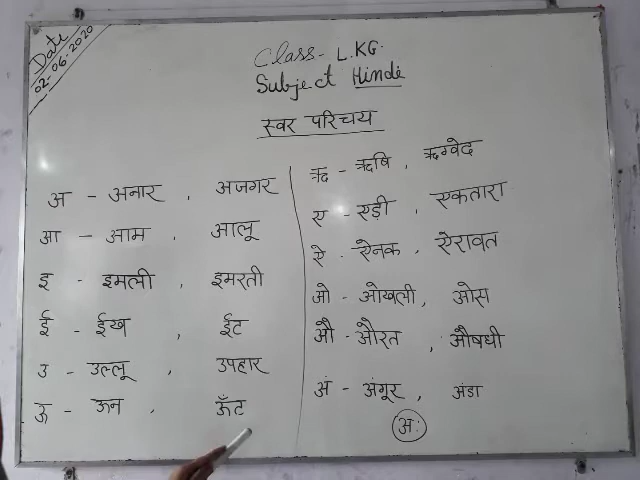 Date
02-06-2020
Class- L.KG.
Subject Hindi
स्वर परिचय
अ - अनार , अजगर
आ - आम , आलू
इ - इमली , इमरती
ई - ईख , ईट
उ - उल्लू , उपहार
ऊ - ऊन , ऊँट
ऋ - ऋषि , ऋग्वेद
ए - एड़ी , एकतारा
ऐ - ऐनक , ऐरावत
ओ - ओखली , ओस
औ - औरत , औषधी
अं - अंगूर , अंडा
अः